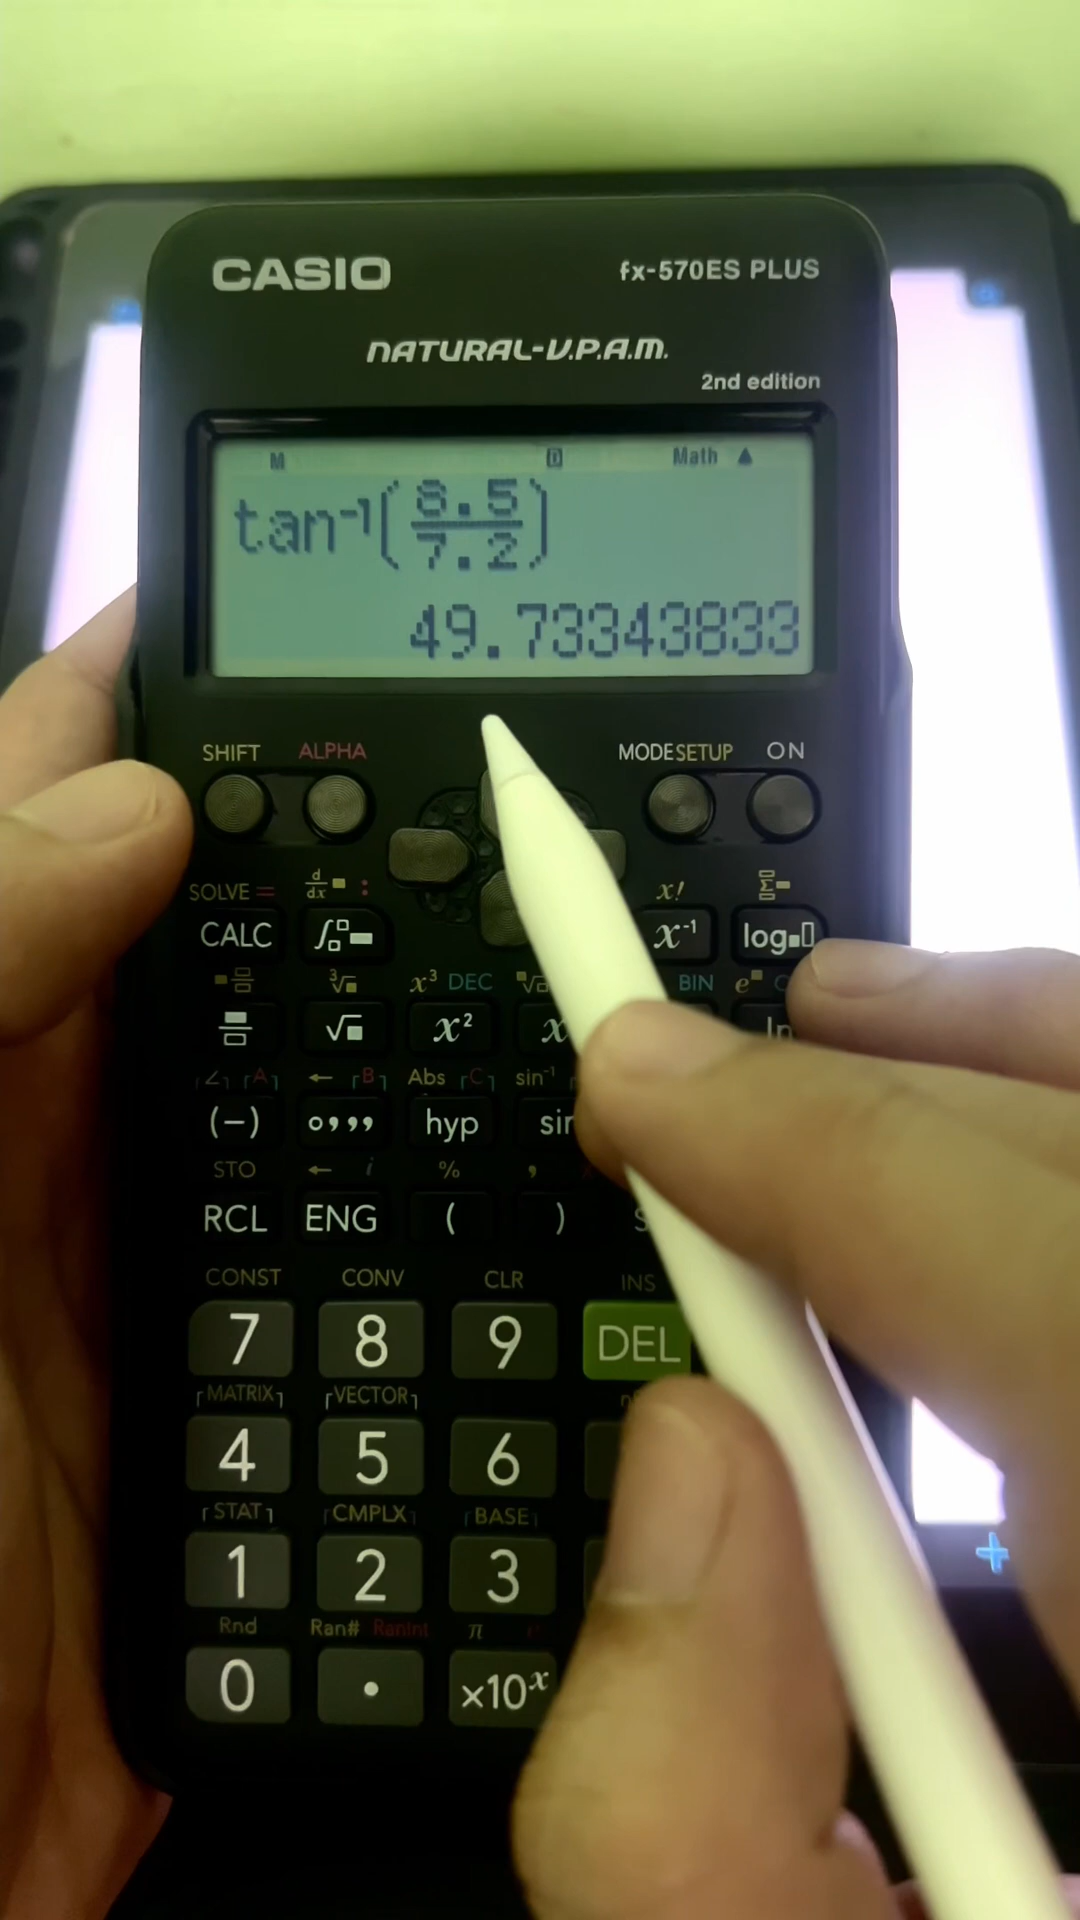 CASIO fx-570ES PLUS
NATURAL-V.P.A.M.
2nd edition
M D Math ▲
tan⁻¹(8.5/7.2)
49.73343833
SHIFT ALPHA MODE SETUP ON
SOLVE = d/dx : x! Σ
CALC ∫ x⁻¹ log
∛ x³ DEC √ BIN e
√ x² x ln
∠ A ← B Abs C sin⁻¹
(−) °,,, hyp sin
STO ← i % ,
RCL ENG ( )
CONST CONV CLR INS
7 8 9 DEL
MATRIX VECTOR
4 5 6
STAT CMPLX BASE
1 2 3
Rnd Ran# RanInt π e
0 . ×10ˣ